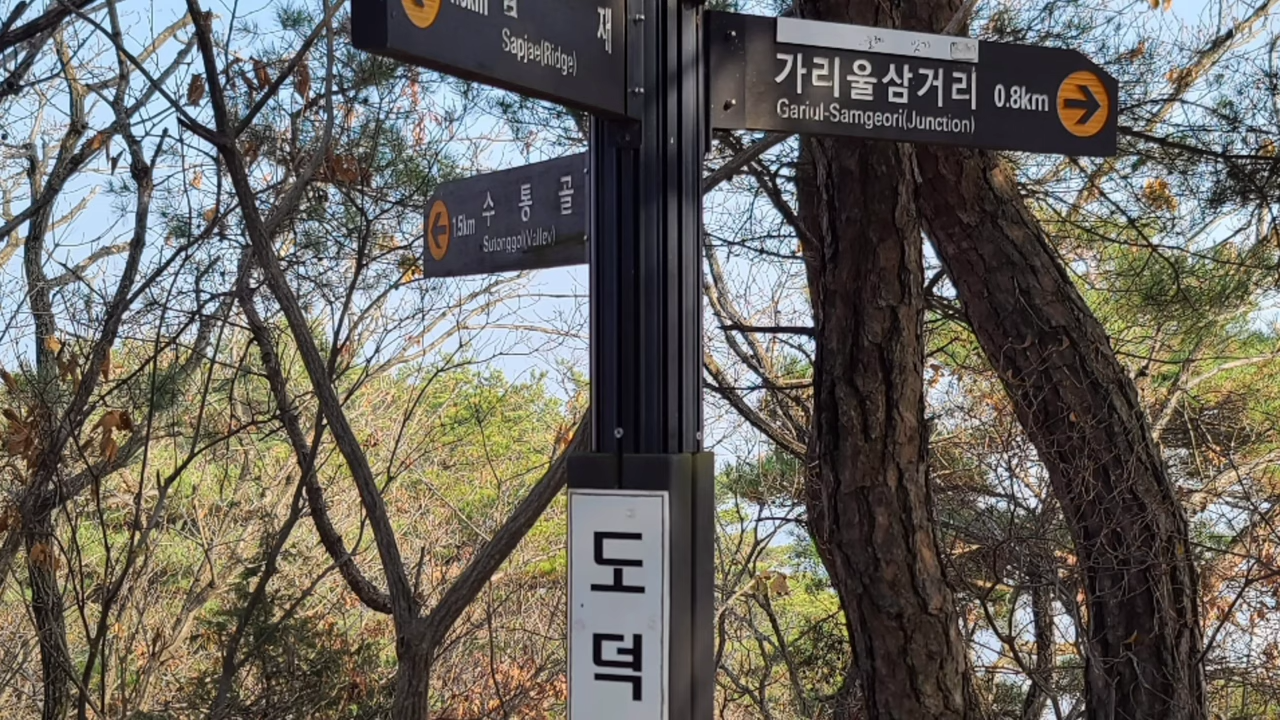 재
Sapjae(Ridge)
가리울삼거리 0.8km
Gariul-Samgeori(Junction)
1.5km 수통골
Sutonggol(Valley)
도
덕